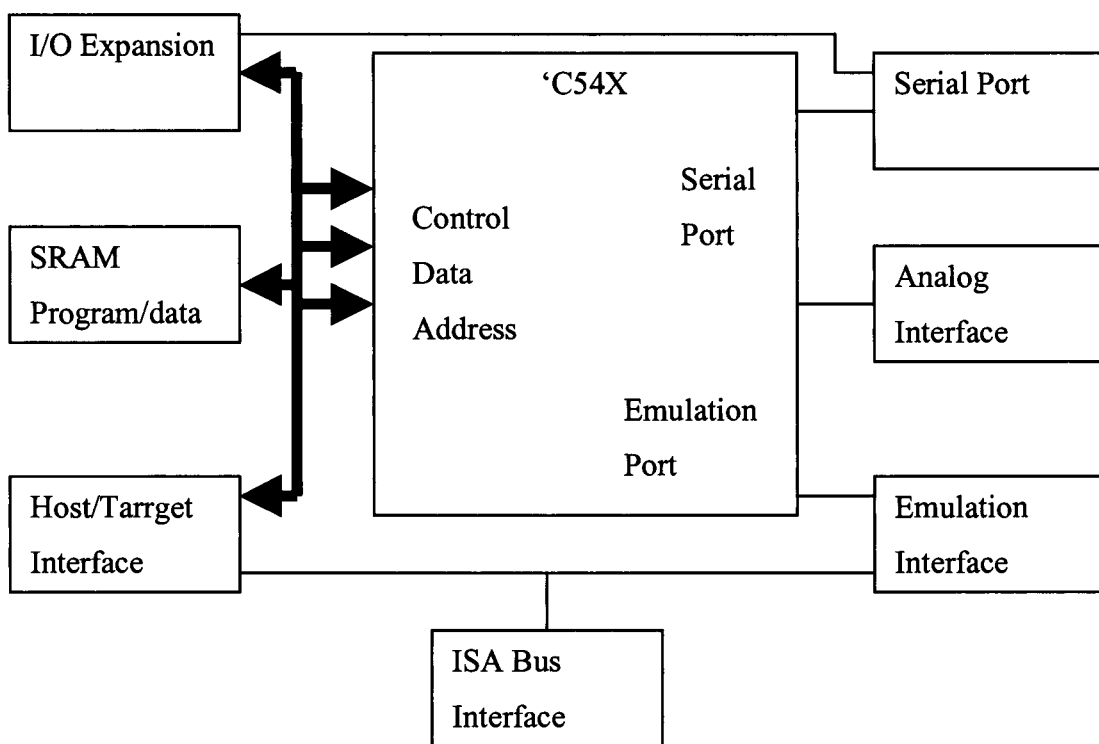 I/O Expansion
‘C54X
Serial Port
Serial
Port
Control
Data
Address
SRAM
Program/data
Analog
Interface
Emulation
Port
Host/Tarrget
Interface
Emulation
Interface
ISA Bus
Interface